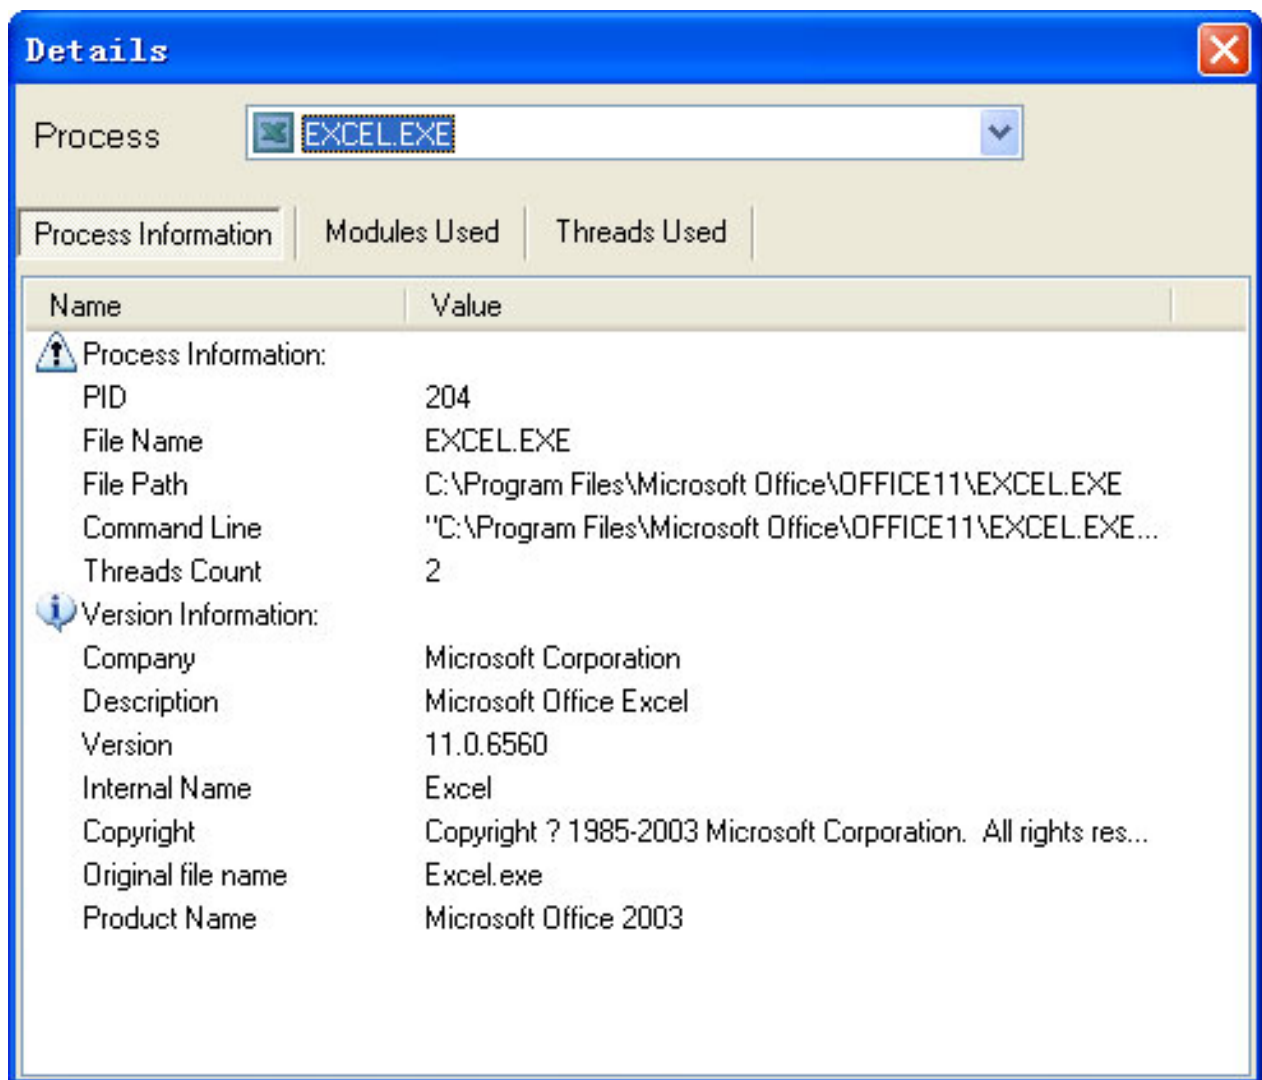 Details
Process EXCEL.EXE
Process Information Modules Used Threads Used
Name Value
Process Information:
PID 204
File Name EXCEL.EXE
File Path C:\Program Files\Microsoft Office\OFFICE11\EXCEL.EXE
Command Line "C:\Program Files\Microsoft Office\OFFICE11\EXCEL.EXE...
Threads Count 2
Version Information:
Company Microsoft Corporation
Description Microsoft Office Excel
Version 11.0.6560
Internal Name Excel
Copyright Copyright ? 1985-2003 Microsoft Corporation.  All rights res...
Original file name Excel.exe
Product Name Microsoft Office 2003